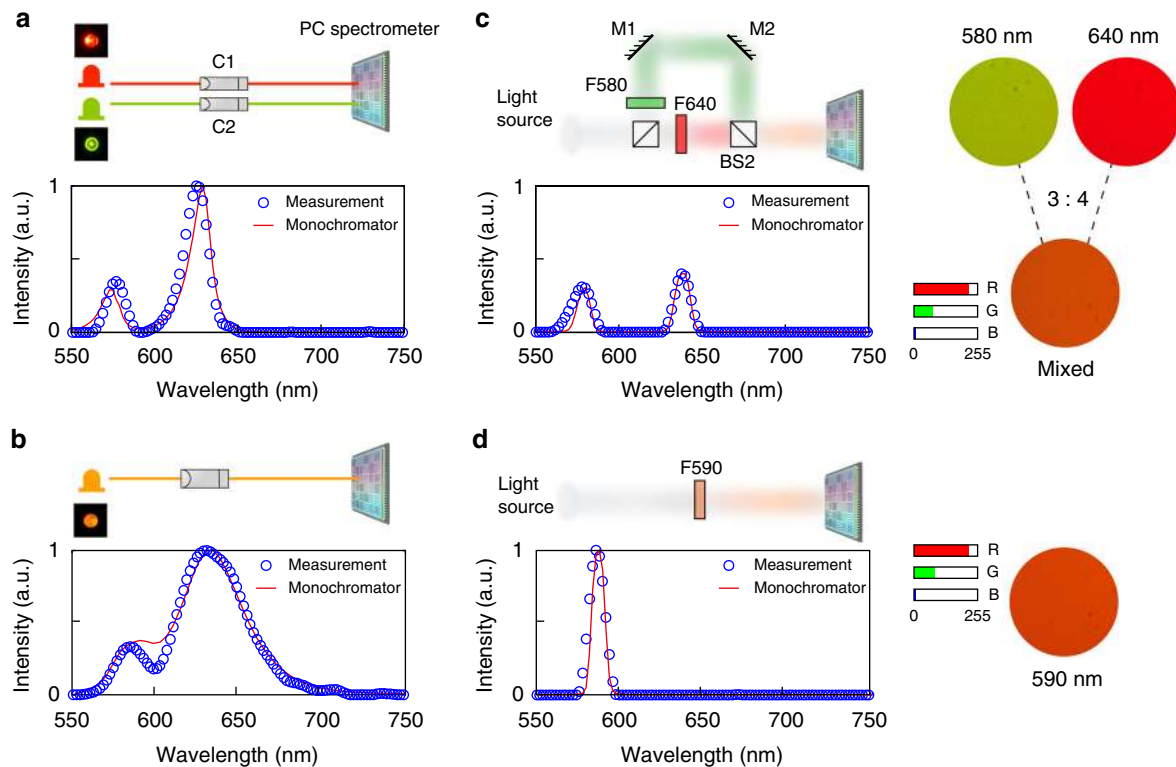 a
PC spectrometer
C1
C2
Intensity (a.u.)
1
0
Measurement
Monochromator
550 600 650 700 750
Wavelength (nm)
b
Intensity (a.u.)
1
0
Measurement
Monochromator
550 600 650 700 750
Wavelength (nm)
c
M1 M2
F580
F640
Light
source
BS2
Intensity (a.u.)
1
0
Measurement
Monochromator
550 600 650 700 750
Wavelength (nm)
580 nm 640 nm
3 : 4
R
G
B
0 255
Mixed
d
F590
Light
source
Intensity (a.u.)
1
0
Measurement
Monochromator
550 600 650 700 750
Wavelength (nm)
R
G
B
0 255
590 nm